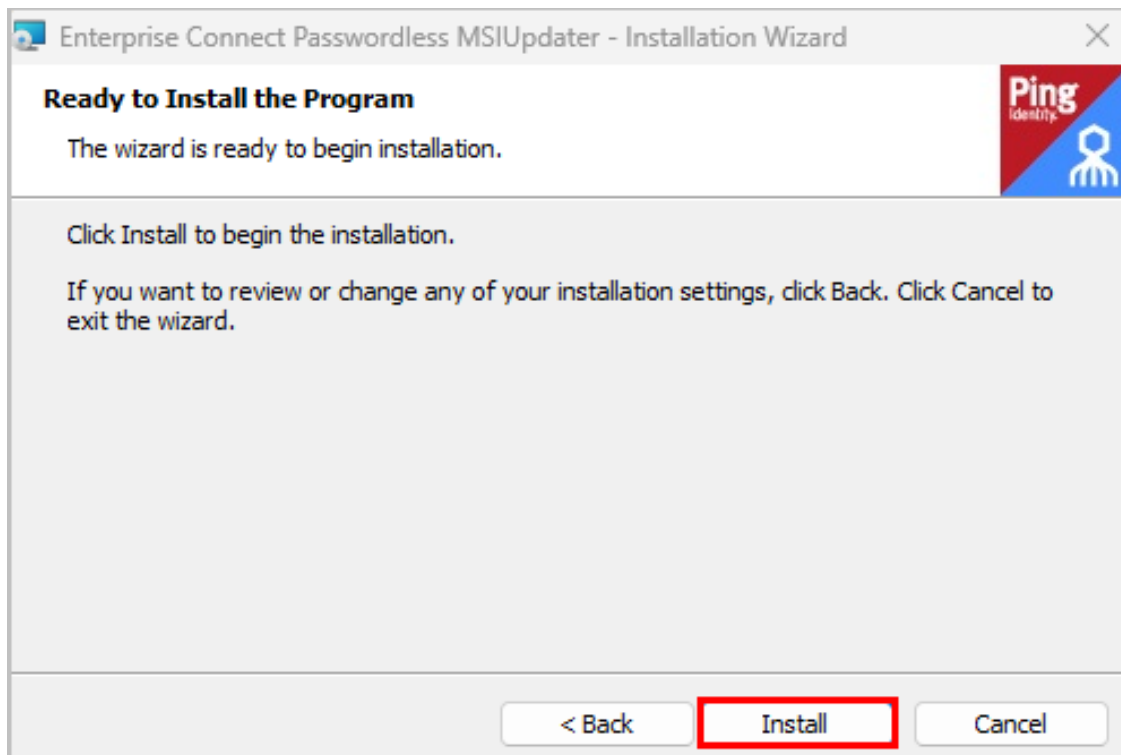 Enterprise Connect Passwordless MSIUpdater - Installation Wizard
Ready to Install the Program
The wizard is ready to begin installation.
Ping
Identity.
Click Install to begin the installation.
If you want to review or change any of your installation settings, click Back. Click Cancel to
exit the wizard.
< Back
Install
Cancel